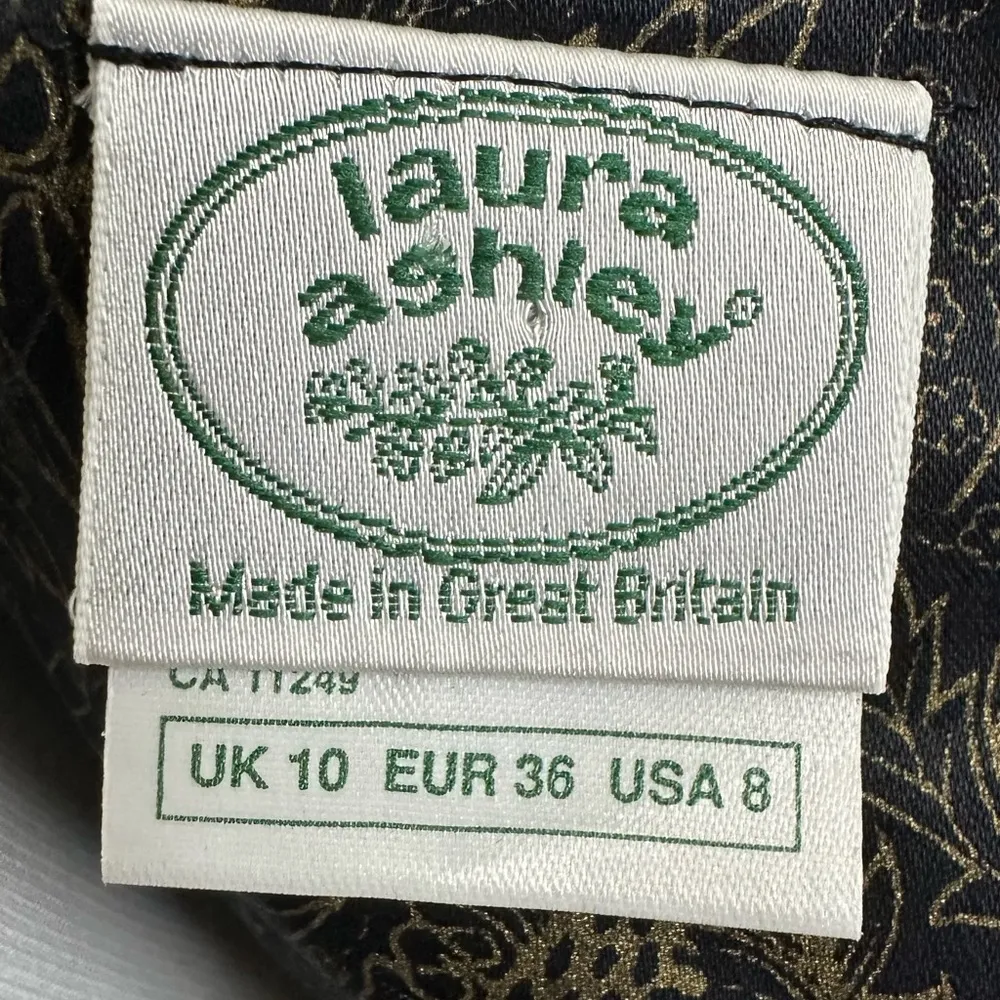 laura
ashley®
Made in Great Britain
CA 11249
UK 10 EUR 36 USA 8